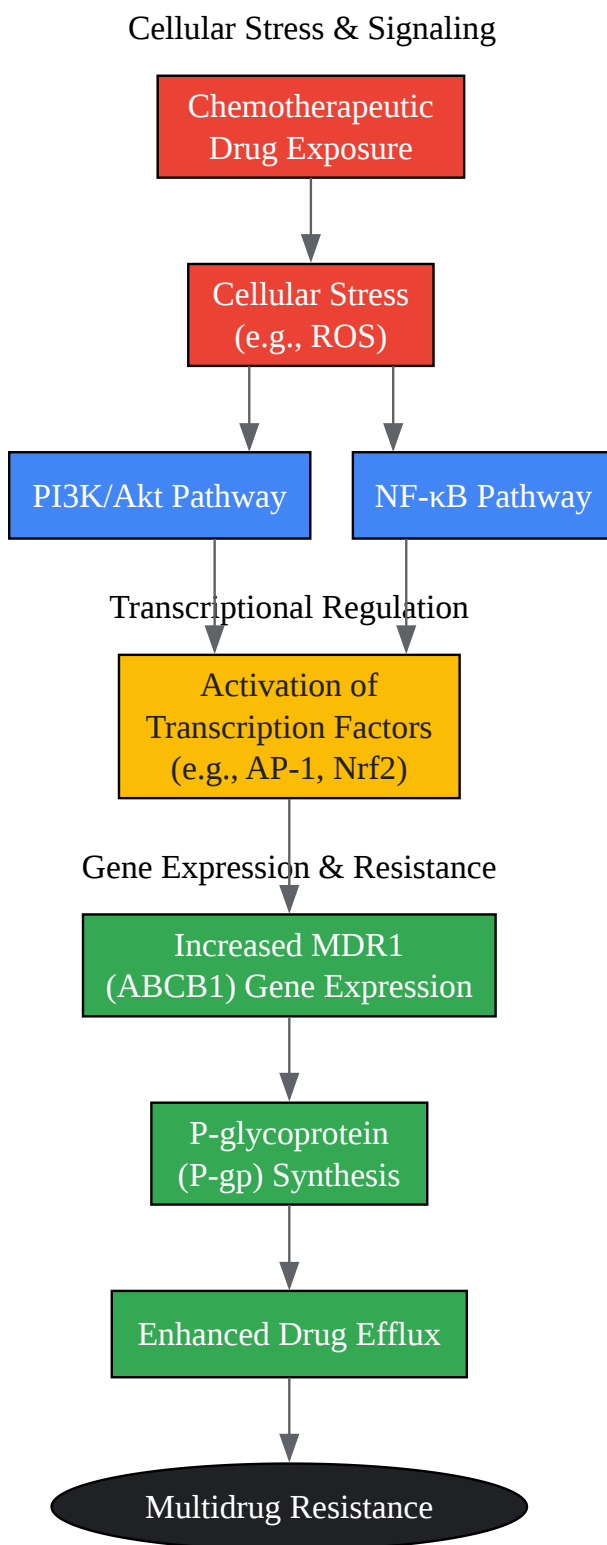 Cellular Stress & Signaling
Chemotherapeutic
Drug Exposure
Cellular Stress
(e.g., ROS)
PI3K/Akt Pathway
NF-κB Pathway
Transcriptional Regulation
Activation of
Transcription Factors
(e.g., AP-1, Nrf2)
Gene Expression & Resistance
Increased MDR1
(ABCB1) Gene Expression
P-glycoprotein
(P-gp) Synthesis
Enhanced Drug Efflux
Multidrug Resistance